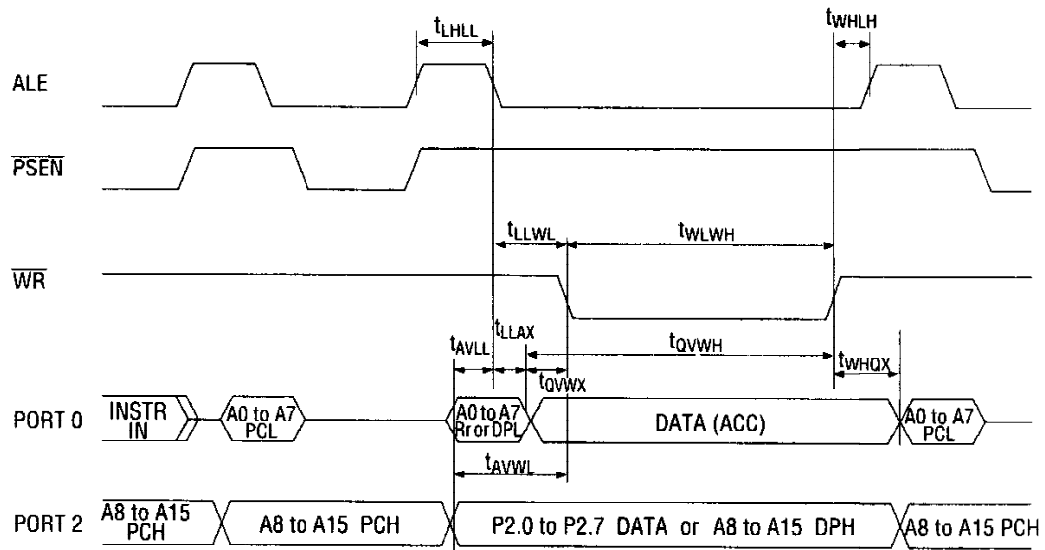 tLHLL
tWHLH
ALE
PSEN
tLLWL
tWLWH
WR
tLLAX
tAVLL
tQVWH
tWHQX
tQVWX
PORT 0
INSTR
IN
A0 to A7
PCL
A0 to A7
Rr or DPL
DATA (ACC)
A0 to A7
PCL
tAVWL
PORT 2
A8 to A15
PCH
A8 to A15 PCH
P2.0 to P2.7 DATA or A8 to A15 DPH
A8 to A15 PCH